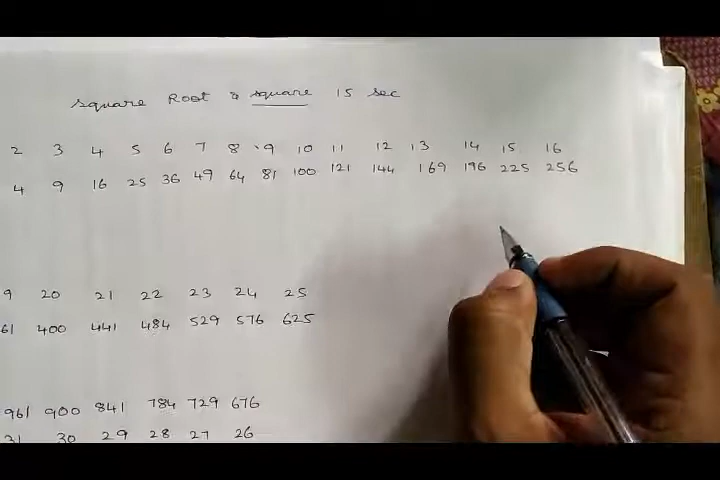 square Root & square 15 sec
2 3 4 5 6 7 8 9 10 11 12 13 14 15 16
4 9 16 25 36 49 64 81 100 121 144 169 196 225 256
9 20 21 22 23 24 25
61 400 441 484 529 576 625
961 900 841 784 729 676
31 30 29 28 27 26